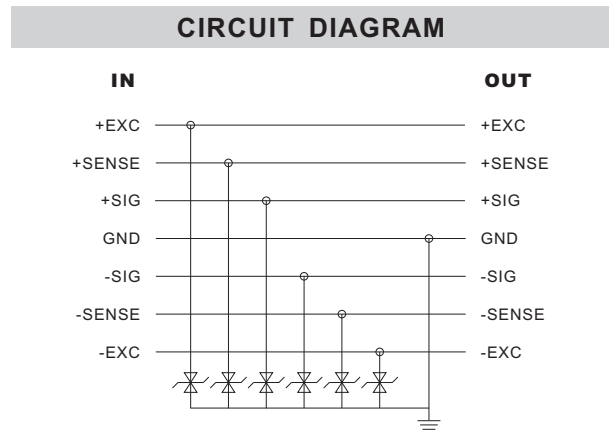 CIRCUIT DIAGRAM
IN OUT
+EXC +EXC
+SENSE +SENSE
+SIG +SIG
GND GND
-SIG -SIG
-SENSE -SENSE
-EXC -EXC